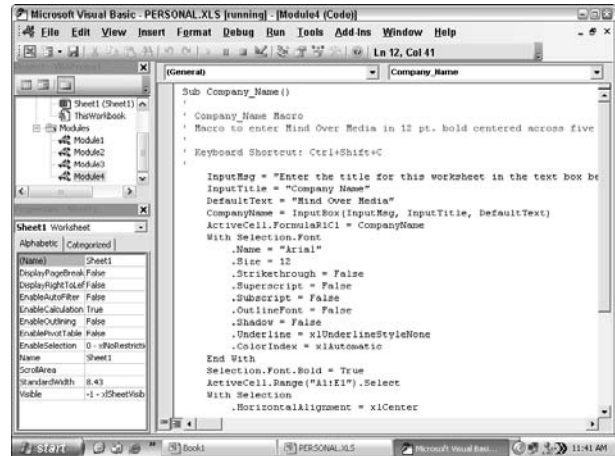 Microsoft Visual Basic - PERSONAL.XLS [running] - [Module4 (Code)]
File Edit View Insert Format Debug Run Tools Add-Ins Window Help
Ln 12, Col 41
(General) Company_Name
Sheet1 (Sheet1)
ThisWorkbook
Modules
Module1
Module2
Module3
Module4
Sheet1 Worksheet
Alphabetic Categorized
(Name) Sheet1
DisplayPageBreak False
DisplayRightToLef False
EnableAutoFilter False
EnableCalculation True
EnableOutlining False
EnablePivotTable False
EnableSelection 0 - xlNoRestricti
Name Sheet1
ScrollArea
StandardWidth 8.43
Visible -1 - xlSheetVisib
Sub Company_Name()
'
' Company_Name Macro
' Macro to enter Mind Over Media in 12 pt. bold centered across five
'
' Keyboard Shortcut: Ctrl+Shift+C
'
InputMsg = "Enter the title for this worksheet in the text box be
InputTitle = "Company Name"
DefaultText = "Mind Over Media"
CompanyName = InputBox(InputMsg, InputTitle, DefaultText)
ActiveCell.FormulaR1C1 = CompanyName
With Selection.Font
.Name = "Arial"
.Size = 12
.Strikethrough = False
.Superscript = False
.Subscript = False
.OutlineFont = False
.Shadow = False
.Underline = xlUnderlineStyleNone
.ColorIndex = xlAutomatic
End With
Selection.Font.Bold = True
ActiveCell.Range("A1:E1").Select
With Selection
.HorizontalAlignment = xlCenter
start Book1 PERSONAL.XLS Microsoft Visual Basi... 11:41 AM